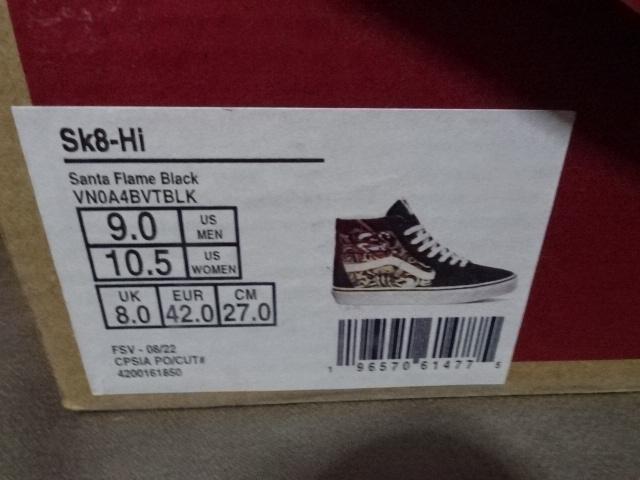 Sk8-Hi
Santa Flame Black
VN0A4BVTBLK
9.0 US MEN
10.5 US WOMEN
UK EUR CM
8.0 42.0 27.0
FSV - 08/22
CPSIA PO/CUT#
4200161850
1 96570 61477 5